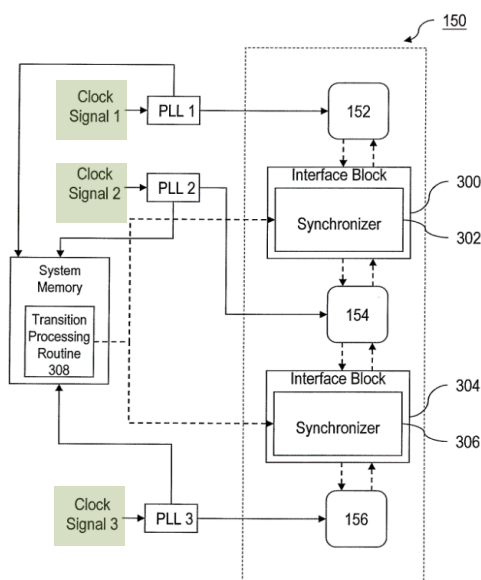 150
Clock
Signal 1
PLL 1
152
Interface Block
300
Clock
Signal 2
PLL 2
Synchronizer
302
System
Memory
Transition
Processing
Routine
308
154
Interface Block
304
Synchronizer
306
Clock
Signal 3
PLL 3
156